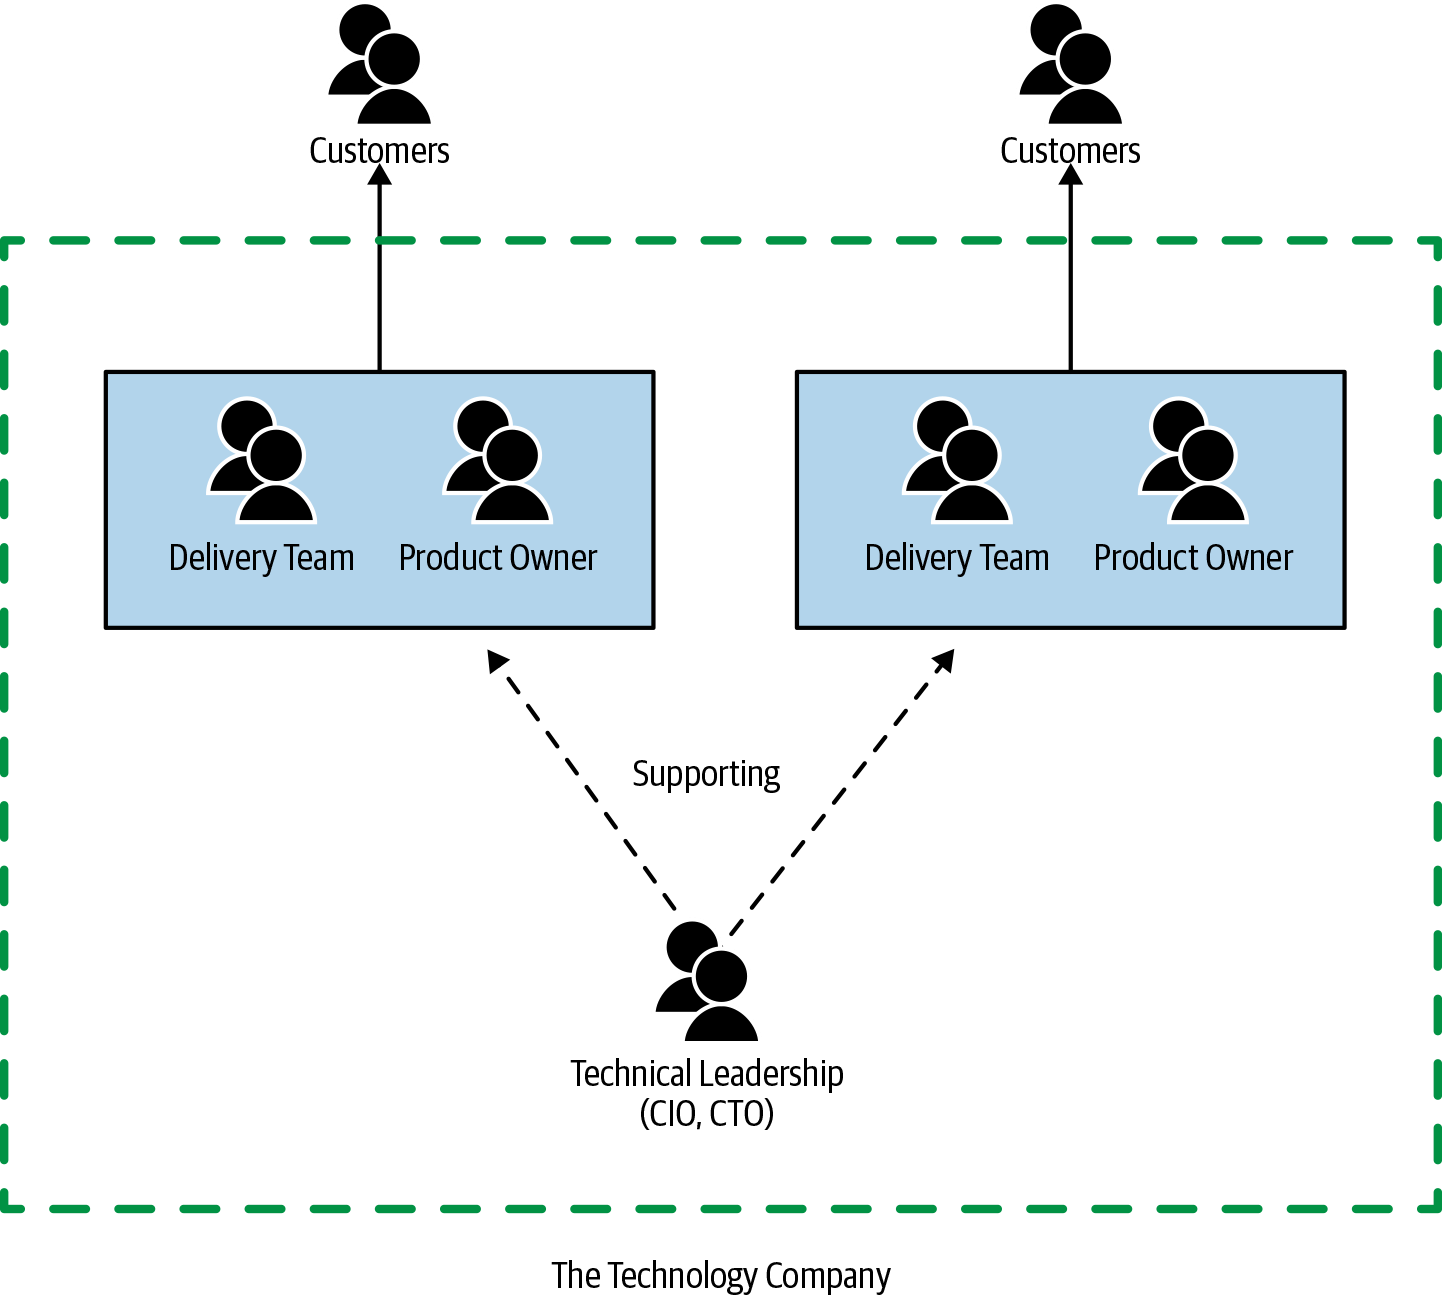 Customers
Customers
Delivery Team
Product Owner
Delivery Team
Product Owner
Supporting
Technical Leadership
(CIO, CTO)
The Technology Company